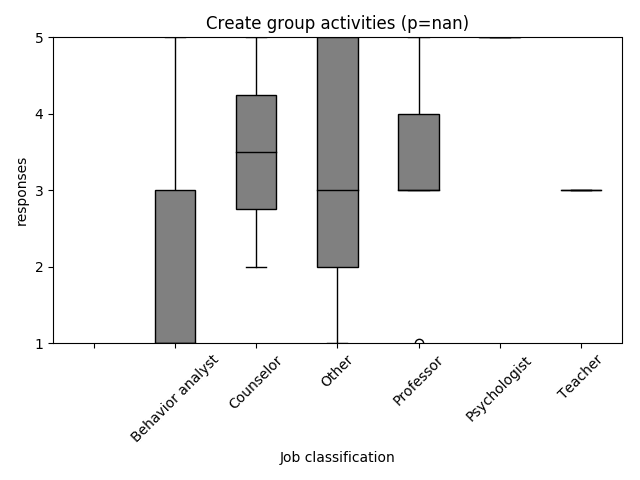 Create group activities (p=nan)
5
4
3
2
1
responses
Behavior analyst
Counselor
Other
Professor
Psychologist
Teacher
Job classification